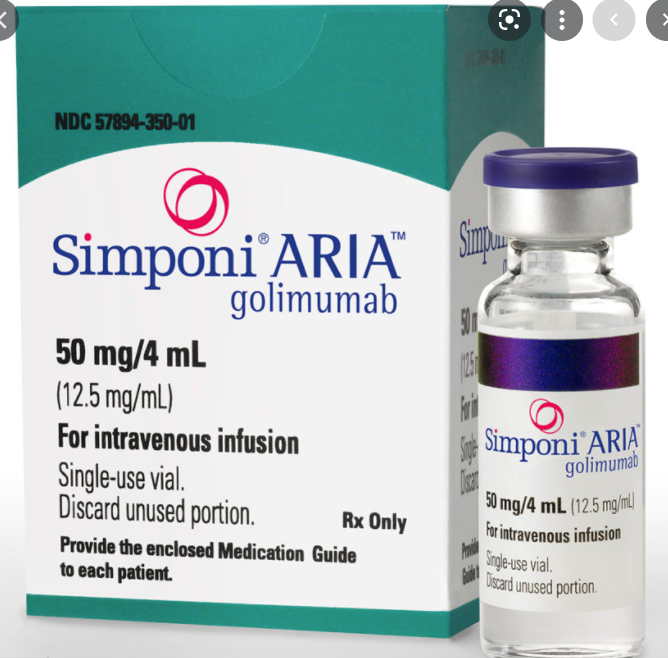 NDC 57894-350-01
Simponi® ARIA™
golimumab
50 mg/4 mL
(12.5 mg/mL)
For intravenous infusion
Single-use vial.
Discard unused portion.
Rx Only
Provide the enclosed Medication Guide
to each patient.
Simponi® ARIA™
golimumab
50 mg/4 mL (12.5 mg/mL)
For intravenous infusion
Single-use vial.
Discard unused portion.